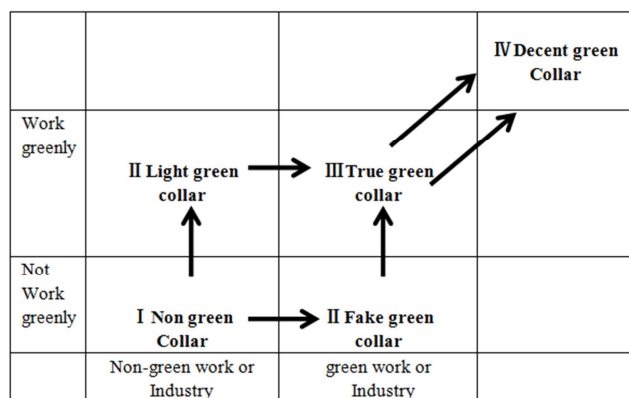 Ⅳ Decent green
Collar
Work
greenly
Ⅱ Light green
collar
Ⅲ True green
collar
Not
Work
greenly
Ⅰ Non green
Collar
Ⅱ Fake green
collar
Non-green work or
Industry
green work or
Industry